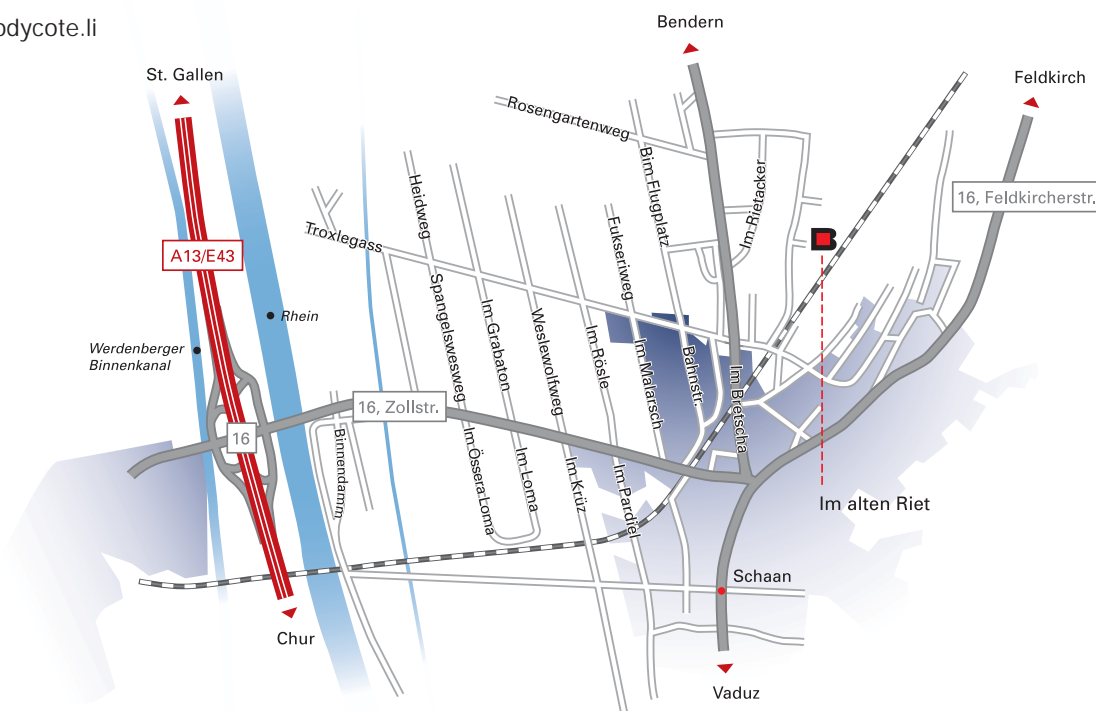 odycote.li
Bendern
St. Gallen
Feldkirch
Rosengartenweg
Bim Flugplatz
Im Rietacker
Heidweg
16, Feldkircherstr.
Fukseriweg
Troxlegass
A13/E43
B
Spangelswesweg
Im Grabaton
Weslewolfweg
Rhein
Im Rösle
Im Malarsch
Bahnstr.
Werdenberger
Binnenkanal
Im Bretscha
16, Zollstr.
16
Binnendamm
Im Össera Loma
Im Loma
Im Krüz
Im Pardiel
Im alten Riet
Schaan
Chur
Vaduz